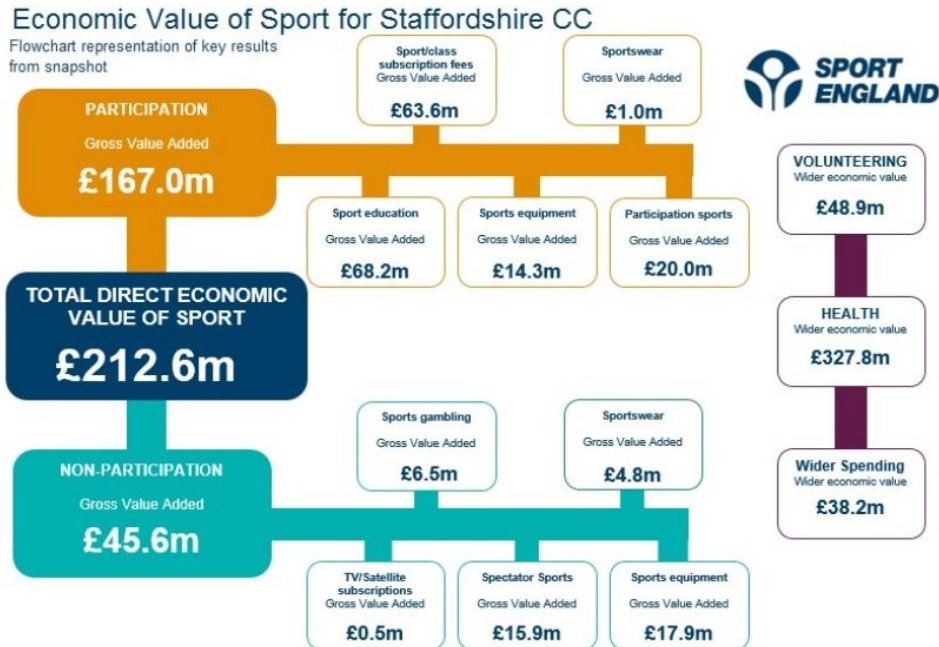 Economic Value of Sport for Staffordshire CC
Flowchart representation of key results
from snapshot
SPORT
ENGLAND
PARTICIPATION
Gross Value Added
£167.0m
Sport/class
subscription fees
Gross Value Added
£63.6m
Sportswear
Gross Value Added
£1.0m
Sport education
Gross Value Added
£68.2m
Sports equipment
Gross Value Added
£14.3m
Participation sports
Gross Value Added
£20.0m
TOTAL DIRECT ECONOMIC
VALUE OF SPORT
£212.6m
NON-PARTICIPATION
Gross Value Added
£45.6m
Sports gambling
Gross Value Added
£6.5m
Sportswear
Gross Value Added
£4.8m
TV/Satellite
subscriptions
Gross Value Added
£0.5m
Spectator Sports
Gross Value Added
£15.9m
Sports equipment
Gross Value Added
£17.9m
VOLUNTEERING
Wider economic value
£48.9m
HEALTH
Wider economic value
£327.8m
Wider Spending
Wider economic value
£38.2m